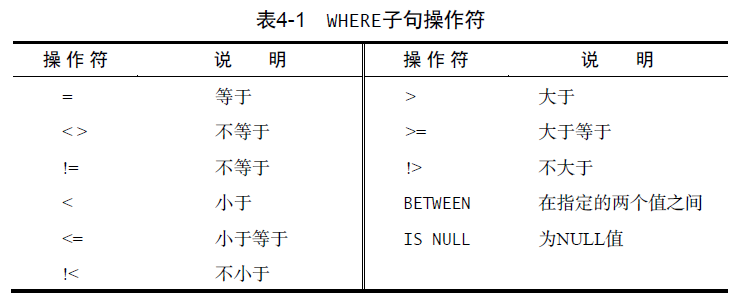 表4-1 WHERE子句操作符
操作符 说 明 操作符 说 明
= 等于 > 大于
<> 不等于 >= 大于等于
!= 不等于 !> 不大于
< 小于 BETWEEN 在指定的两个值之间
<= 小于等于 IS NULL 为NULL值
!< 不小于